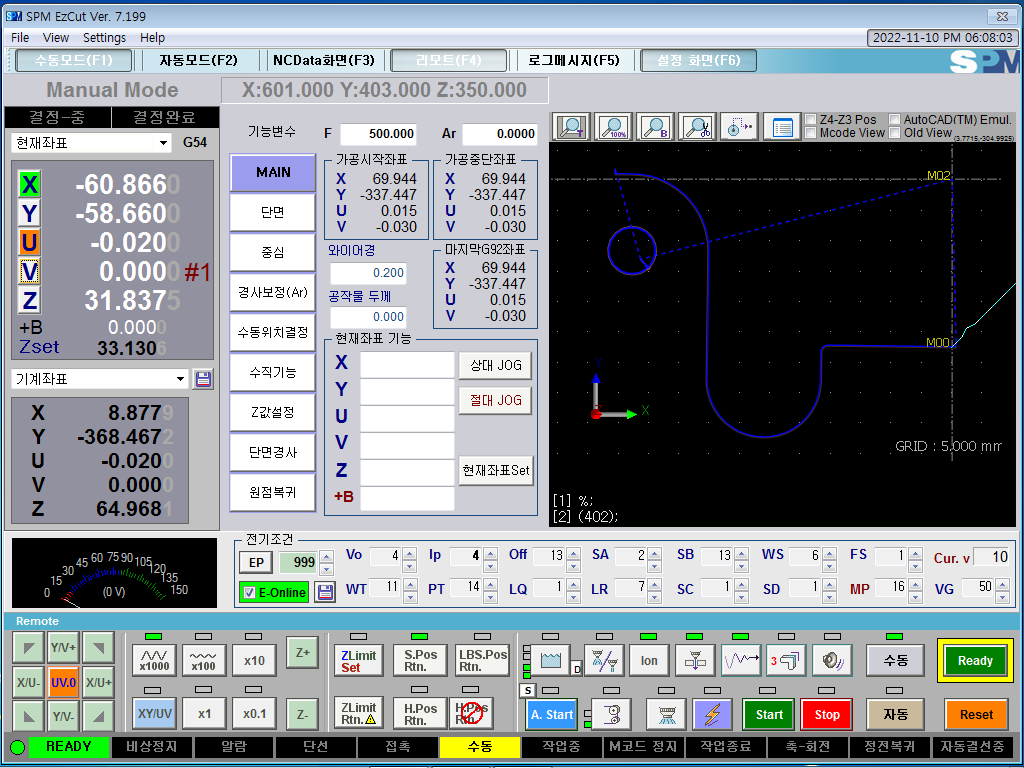 SPM EzCut Ver. 7.199
File View Settings Help
2022-11-10 PM 06:08:03
수동모드(F1) 자동모드(F2) NCData화면(F3) 리모트(F4) 로그메시지(F5) 설정 화면(F6)
SPM
Manual Mode
X:601.000 Y:403.000 Z:350.000
결정-중 결정완료
현재좌표 G54
X -60.8660
Y -58.6600
U -0.0200
V 0.0000 #1
Z 31.8375
+B 0.0000
Zset 33.1306
기계좌표
X 8.8779
Y -368.4672
U -0.0200
V 0.0000
Z 64.9681
기능변수 F 500.000 Ar 0.0000
MAIN
단면
중심
경사보정(Ar)
수동위치결정
수직기능
Z값설정
단면경사
원점복귀
가공시작좌표
X 69.944
Y -337.447
U 0.015
V -0.030
가공중단좌표
X 69.944
Y -337.447
U 0.015
V -0.030
와이어경
0.200
공작물 두께
0.000
마지막G92좌표
X 69.944
Y -337.447
U 0.015
V -0.030
현재좌표 기능
X
Y
U
V
Z
+B
상대 JOG
절대 JOG
현재좌표Set
100% B
Z4-Z3 Pos AutoCAD(TM) Emul.
Mcode View Old View (3.7715,-304.9925)
M02
M00
Y
X
GRID : 5.000 mm
[1] %;
[2] (402);
0 15 30 45 60 75 90 105 120 135 150
(0 V)
전기조건
EP 999 Vo 4 Ip 4 Off 13 SA 2 SB 13 WS 6 FS 1 Cur. v 10
E-Online WT 11 PT 14 LQ 1 LR 7 SC 1 SD 1 MP 16 VG 50
Remote
Y/V+
X/U- UV.0 X/U+
Y/V-
x1000 x100 x10 Z+
XY/UV x1 x0.1 Z-
ZLimit Set
S.Pos Rtn.
LBS.Pos Rtn.
ZLimit Rtn.
H.Pos Rtn.
D
Ion
3
수동
Ready
S
A. Start
Start
Stop
자동
Reset
READY 비상정지 알람 단선 접촉 수동 작업중 M코드 정지 작업종료 축-회전 정전복귀 자동결선중